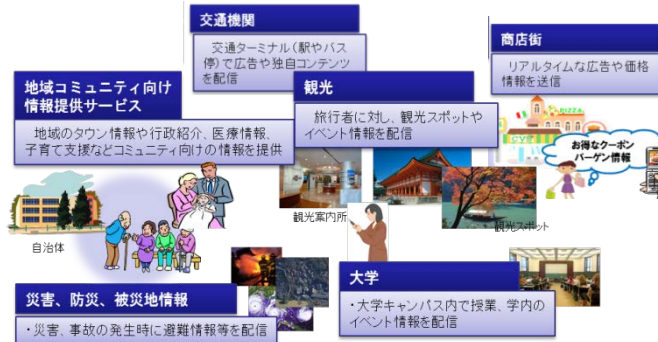 交通機関
交通ターミナル(駅やバス
停)で広告や独自コンテンツ
を配信
商店街
リアルタイムな広告や価格
情報を送信
地域コミュニティ向け
情報提供サービス
地域のタウン情報や行政紹介、医療情報、
子育て支援などコミュニティ向けの情報を提供
観光
旅行者に対し、観光スポットや
イベント情報を配信
PIZZA
お得なクーポン
バーゲン情報
観光案内所
観光スポット
自治体
災害、防災、被災地情報
・災害、事故の発生時に避難情報等を配信
大学
・大学キャンパス内で授業、学内の
イベント情報を配信